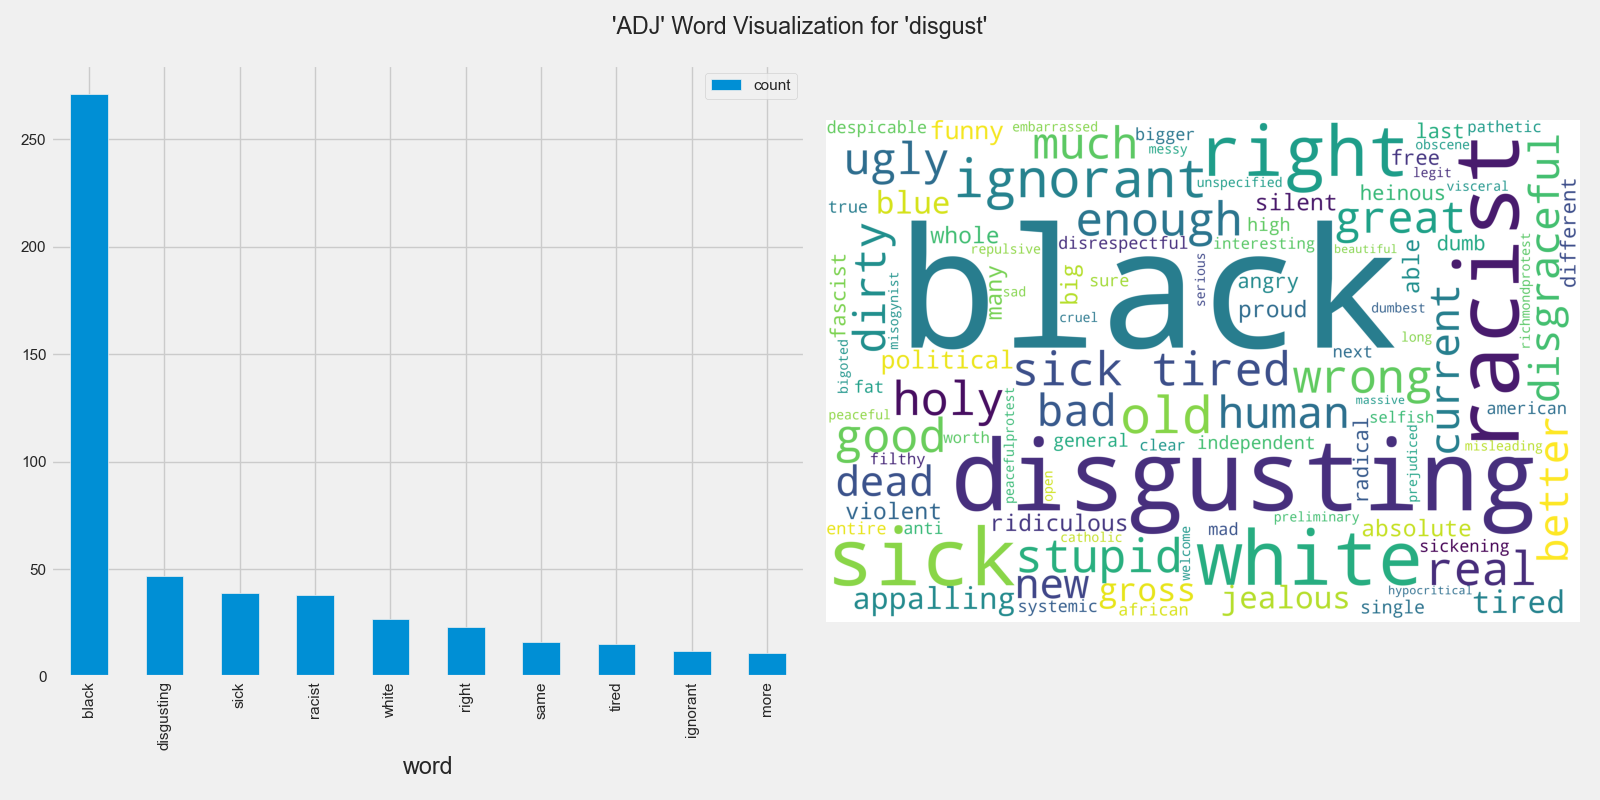 'ADJ' Word Visualization for 'disgust'
count
250
200
150
100
50
0
black
disgusting
sick
racist
white
right
same
tired
ignorant
more
word
despicable
funny
embarrassed
much
bigger
messy
right
last
pathetic
obscene
free
legit
racist
disgraceful
ugly
ignorant
unspecified
heinous
visceral
different
true
blue
enough
silent
great
whole
high
disrespectful
interesting
repulsive
beautiful
able
dumb
dirty
fascist
misogynist
black
many
sad
big
sure
cruel
serious
angry
proud
dumbest
long
current
richmondprotest
political
sick tired
next
wrong
bigoted
fat
holy
bad
old
human
massive
selfish
american
peaceful
good
worth
peacefulprotest
general
clear
independent
radical
prejudiced
misleading
better
filthy
dead
disgusting
open
violent
ridiculous
mad
preliminary
absolute
entire
anti
catholic
sick
stupid
welcome
white
sickening
real
new
gross
hypocritical
appalling
systemic
african
jealous
single
tired